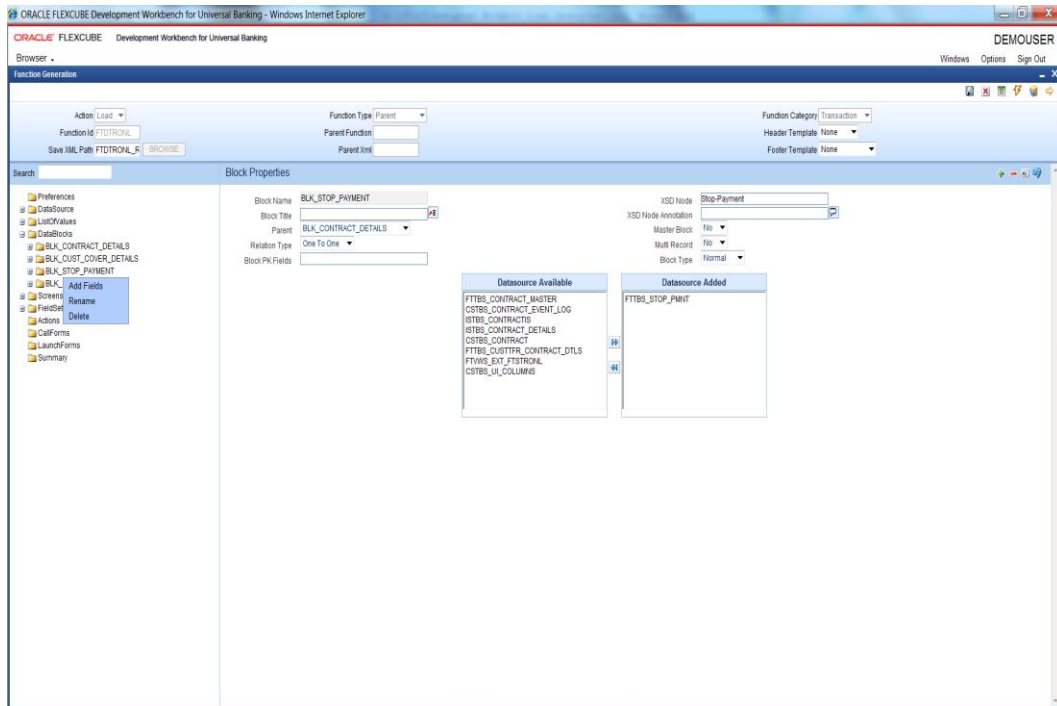 ORACLE FLEXCUBE Development Workbench for Universal Banking - Windows Internet Explorer
ORACLE FLEXCUBE Development Workbench for Universal Banking
DEMOUSER
Browser
Windows Options Sign Out
Function Generation
Action Load
Function Type Parent
Function Category Transaction
Function Id FTDTRONL
Parent Function
Header Template None
Save XML Path FTDTRONL_R BROWSE
Parent Xml
Footer Template None
Search
Block Properties
Preferences
DataSource
ListOfValues
DataBlocks
BLK_CONTRACT_DETAILS
BLK_CUST_COVER_DETAILS
BLK_STOP_PAYMENT
BLK_
Screens
FieldSet
Actions
CallForms
LaunchForms
Summary
Add Fields
Rename
Delete
Block Name BLK_STOP_PAYMENT
XSD Node Stop-Payment
Block Title
XSD Node Annotation
Parent BLK_CONTRACT_DETAILS
Master Block No
Relation Type One To One
Multi Record No
Block PK Fields
Block Type Normal
Datasource Available
Datasource Added
FTTBS_CONTRACT_MASTER
CSTBS_CONTRACT_EVENT_LOG
ISTBS_CONTRACTIS
ISTBS_CONTRACT_DETAILS
CSTBS_CONTRACT
FTTBS_CUSTTFR_CONTRACT_DTLS
FTVWS_EXT_FTSTRONL
CSTBS_UI_COLUMNS
FTTBS_STOP_PMNT